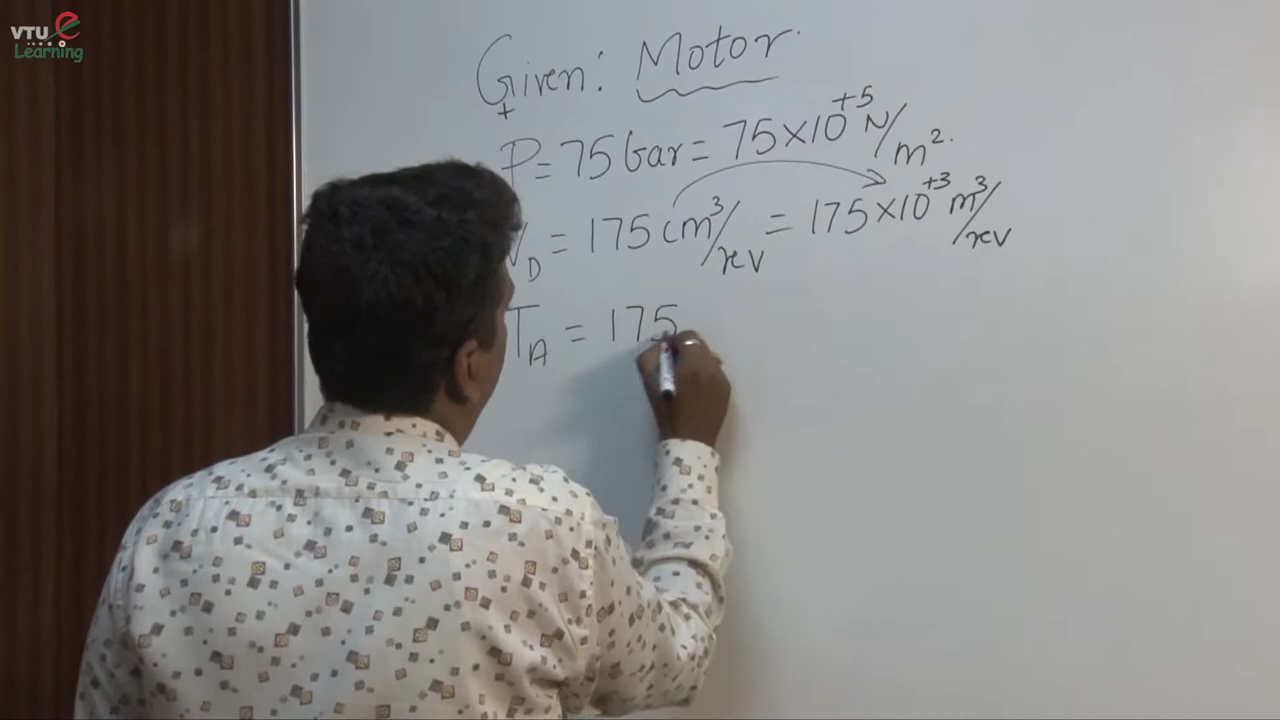 VTU e
Learning
Given: Motor
P = 75 bar = 75×10⁺⁵ N/m².
V_D = 175 cm³/rev = 175×10⁺³ m³/rev
T_A = 175